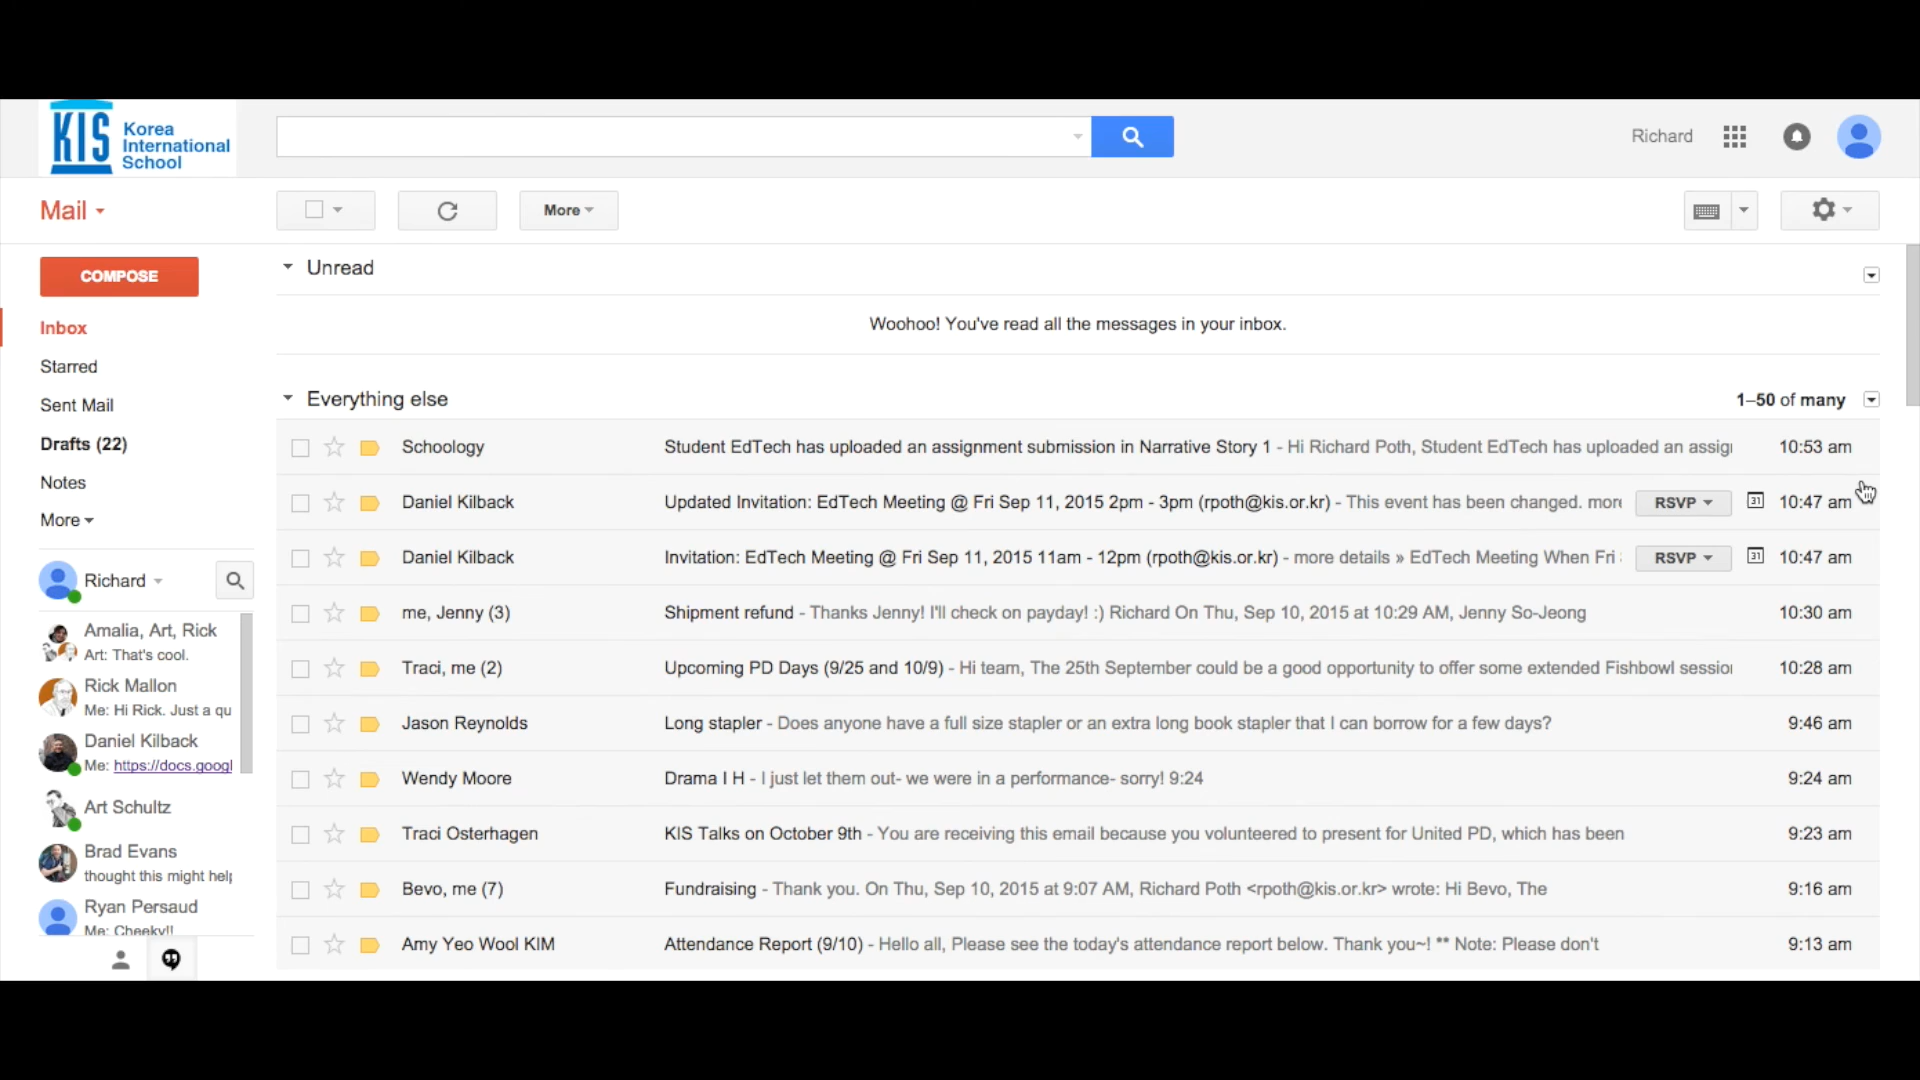 KIS Korea International School
Richard
Mail
More
COMPOSE
Inbox
Starred
Sent Mail
Drafts (22)
Notes
More
Unread
Woohoo! You've read all the messages in your inbox.
Everything else
1–50 of many
Schoology Student EdTech has uploaded an assignment submission in Narrative Story 1 - Hi Richard Poth, Student EdTech has uploaded an assig 10:53 am
Daniel Kilback Updated Invitation: EdTech Meeting @ Fri Sep 11, 2015 2pm - 3pm (rpoth@kis.or.kr) - This event has been changed. more RSVP 31 10:47 am
Daniel Kilback Invitation: EdTech Meeting @ Fri Sep 11, 2015 11am - 12pm (rpoth@kis.or.kr) - more details » EdTech Meeting When Fri RSVP 31 10:47 am
me, Jenny (3) Shipment refund - Thanks Jenny! I'll check on payday! :) Richard On Thu, Sep 10, 2015 at 10:29 AM, Jenny So-Jeong 10:30 am
Traci, me (2) Upcoming PD Days (9/25 and 10/9) - Hi team, The 25th September could be a good opportunity to offer some extended Fishbowl session 10:28 am
Jason Reynolds Long stapler - Does anyone have a full size stapler or an extra long book stapler that I can borrow for a few days? 9:46 am
Wendy Moore Drama I H - I just let them out- we were in a performance- sorry! 9:24 9:24 am
Traci Osterhagen KIS Talks on October 9th - You are receiving this email because you volunteered to present for United PD, which has been 9:23 am
Bevo, me (7) Fundraising - Thank you. On Thu, Sep 10, 2015 at 9:07 AM, Richard Poth <rpoth@kis.or.kr> wrote: Hi Bevo, The 9:16 am
Amy Yeo Wool KIM Attendance Report (9/10) - Hello all, Please see the today's attendance report below. Thank you~! ** Note: Please don't 9:13 am
Richard
Amalia, Art, Rick
Art: That's cool.
Rick Mallon
Me: Hi Rick. Just a qu
Daniel Kilback
Me: https://docs.googl
Art Schultz
Brad Evans
thought this might help
Ryan Persaud
Me: Cheeky!!